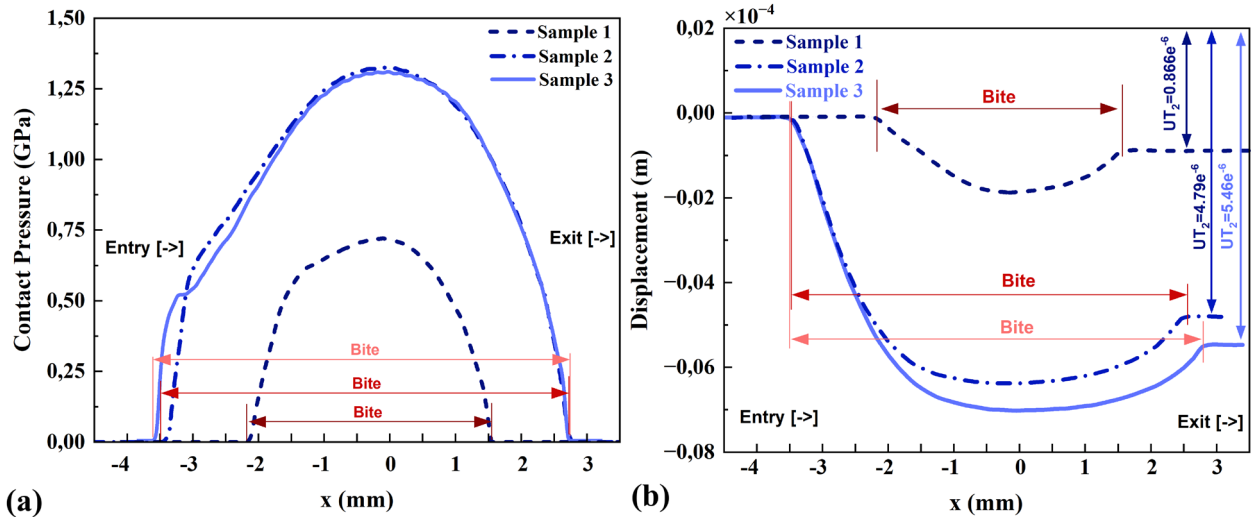 1,50
1,25
1,00
0,75
0,50
0,25
0,00
Contact Pressure (GPa)
Sample 1
Sample 2
Sample 3
Entry [->]
Exit [->]
Bite
Bite
Bite
-4 -3 -2 -1 0 1 2 3
x (mm)
(a)
×10⁻⁴
0.02
0.00
−0.02
−0.04
−0,06
−0,08
Displacement (m)
Sample 1
Sample 2
Sample 3
Bite
Bite
Bite
UT₂=0.866e⁻⁶
UT₂=4.79e⁻⁶
UT₂=5.46e⁻⁶
Entry [->]
Exit [->]
-4 -3 -2 -1 0 1 2 3
x (mm)
(b)